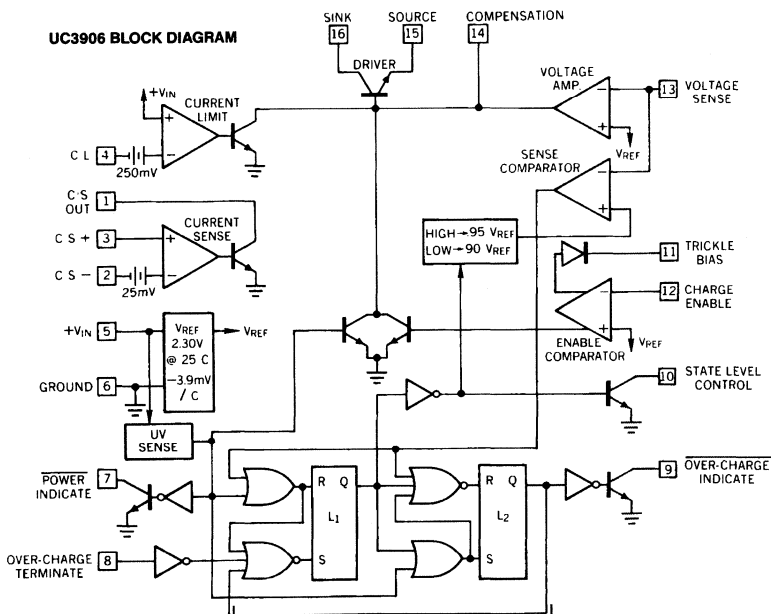 SINK SOURCE COMPENSATION
16 15 14
UC3906 BLOCK DIAGRAM
DRIVER
VOLTAGE
AMP.
13 VOLTAGE
SENSE
+VIN
CURRENT
LIMIT
+
−
C L 4
250mV
−
+
VREF
SENSE
COMPARATOR
−
+
C·S
OUT
1
CURRENT
SENSE
C S + 3
+
C S − 2
−
25mV
HIGH→.95 VREF
LOW→.90 VREF
11 TRICKLE
BIAS
12 CHARGE
ENABLE
−
+
ENABLE
COMPARATOR
VREF
+VIN 5
VREF
2.30V
@ 25 C
−3.9mV
/ C
VREF
GROUND 6
10 STATE LEVEL
CONTROL
UV
SENSE
POWER
INDICATE
7
R Q
L1
S
R Q
L2
S
9 OVER-CHARGE
INDICATE
OVER-CHARGE
TERMINATE
8